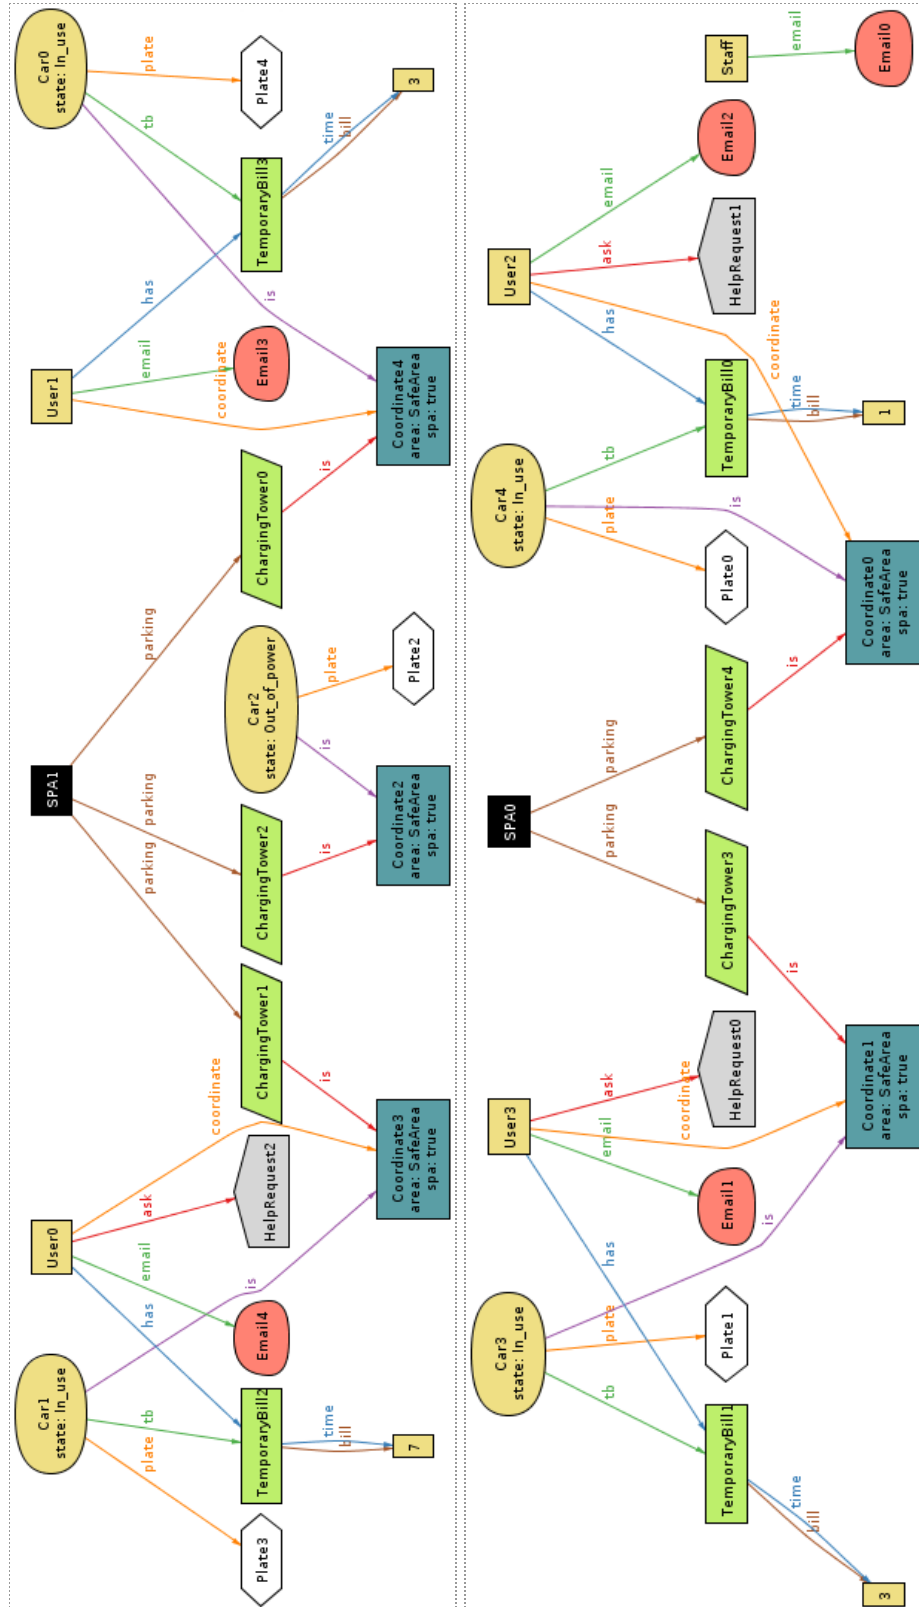 Car1
state: In_use
User0
SPA1
User1
Car0
state: In_use
plate
tb
has
email
ask
coordinate
parking
parking
parking
coordinate
email
has
tb
plate
is
is
Plate3
TemporaryBill2
Email4
HelpRequest2
ChargingTower1
ChargingTower2
Car2
state: Out_of_power
ChargingTower0
Email3
TemporaryBill3
Plate4
time
bill
is
is
is
plate
is
time
bill
7
Coordinate3
area: SafeArea
spa: true
Coordinate2
area: SafeArea
spa: true
Plate2
Coordinate4
area: SafeArea
spa: true
3
Car3
state: In_use
User3
SPA0
Car4
state: In_use
User2
Staff
tb
plate
has
is
email
coordinate
ask
parking
parking
plate
is
tb
has
coordinate
ask
email
email
TemporaryBill1
Plate1
Email1
HelpRequest0
ChargingTower3
ChargingTower4
Plate0
TemporaryBill0
HelpRequest1
Email2
Email0
time
bill
is
is
time
bill
3
Coordinate1
area: SafeArea
spa: true
Coordinate0
area: SafeArea
spa: true
1